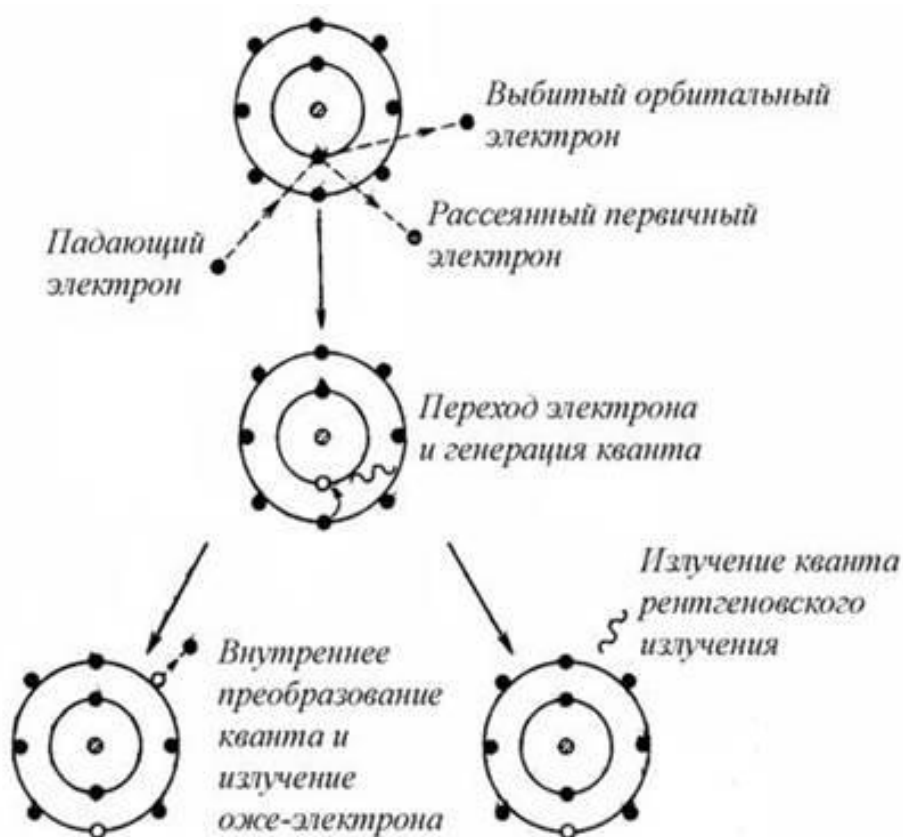 Выбитый орбитальный
электрон
Рассеянный первичный
электрон
Падающий
электрон
Переход электрона
и генерация кванта
Излучение кванта
рентгеновского
излучения
Внутреннее
преобразование
кванта и
излучение
оже-электрона